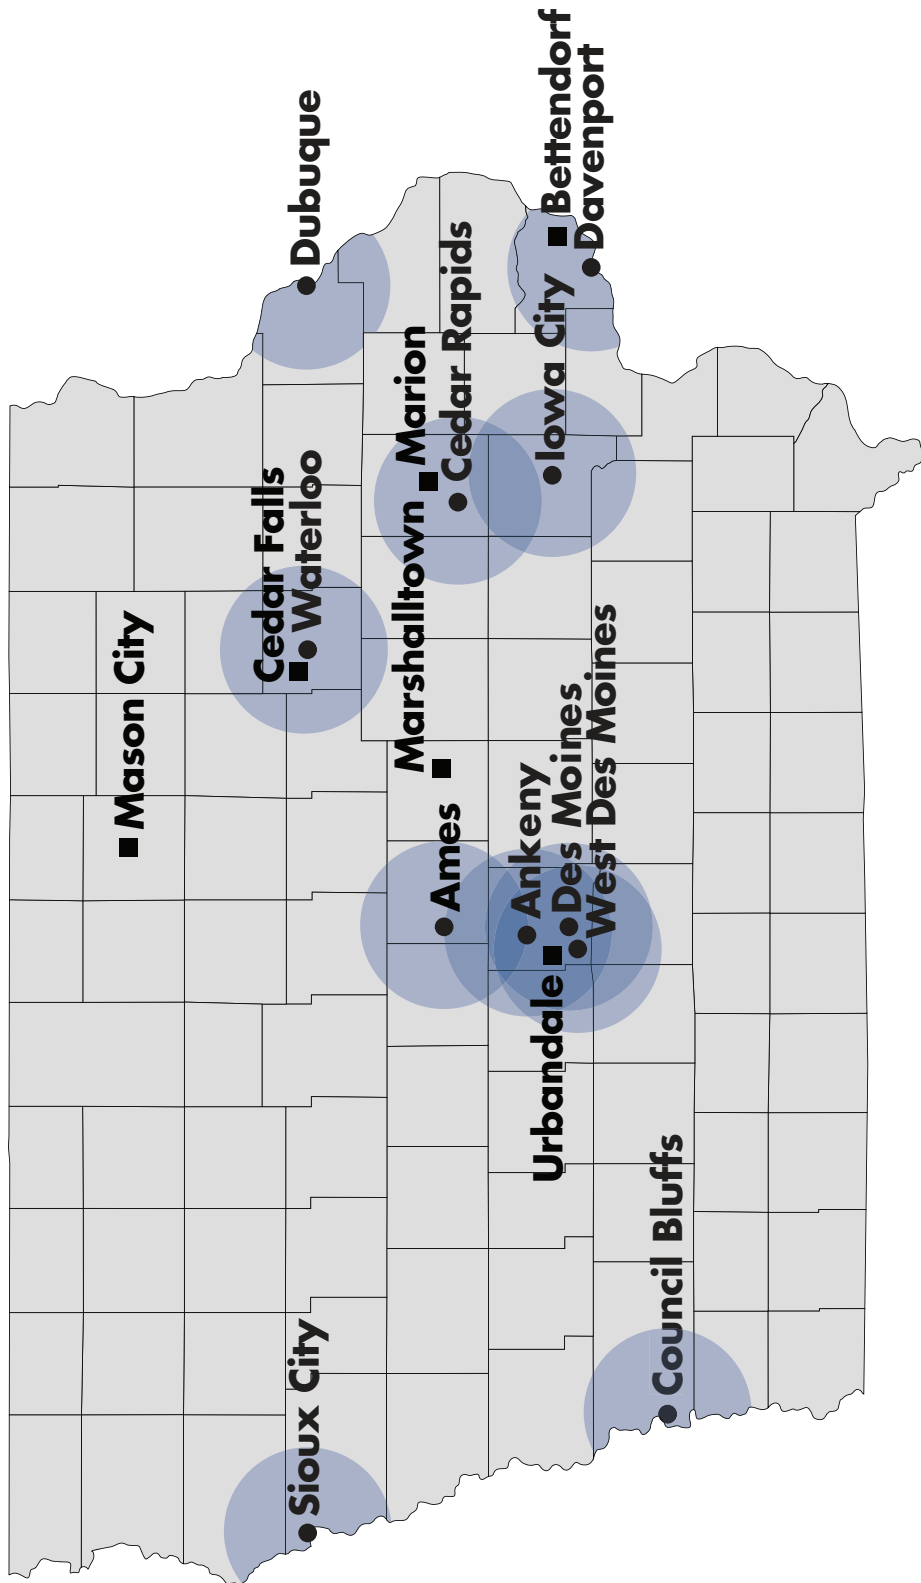 Mason City
Cedar Falls
Waterloo
Dubuque
Sioux City
Marshalltown
Marion
Ames
Cedar Rapids
Ankeny
Urbandale
Iowa City
Bettendorf
Des Moines
Davenport
West Des Moines
Council Bluffs